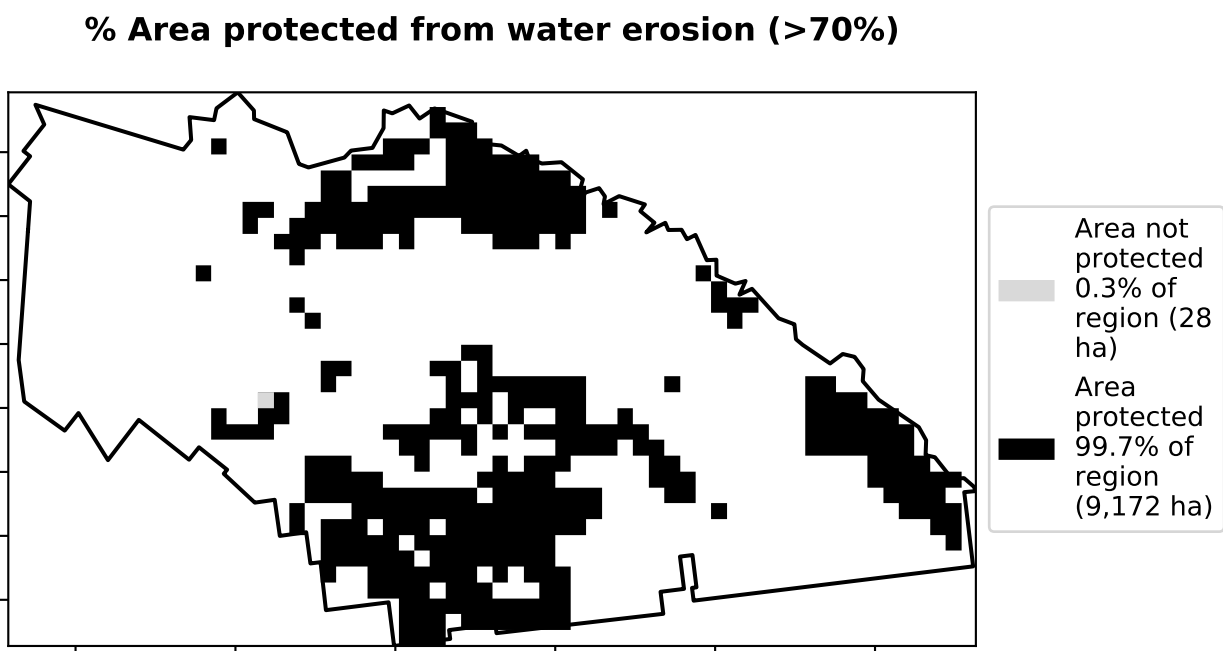 % Area protected from water erosion (>70%)
Area not
protected
0.3% of
region (28
ha)
Area
protected
99.7% of
region
(9,172 ha)